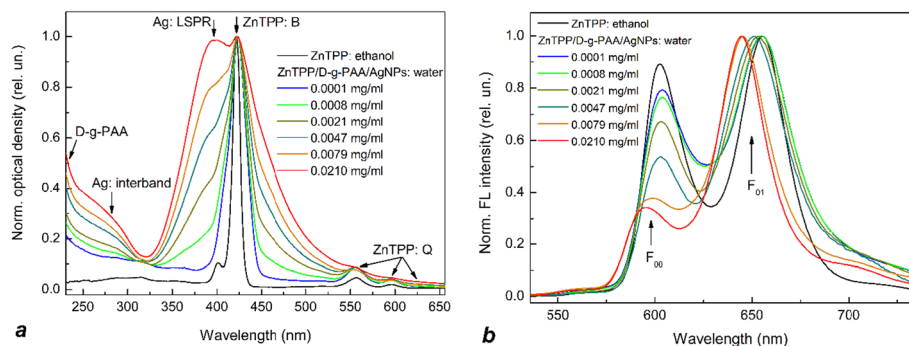 Ag: LSPR
ZnTPP: B
ZnTPP: ethanol
ZnTPP/D-g-PAA/AgNPs: water
0.0001 mg/ml
0.0008 mg/ml
0.0021 mg/ml
0.0047 mg/ml
0.0079 mg/ml
0.0210 mg/ml
D-g-PAA
Ag: interband
ZnTPP: Q
Norm. optical density (rel. un.)
1.0
0.8
0.6
0.4
0.2
0.0
250 300 350 400 450 500 550 600 650
Wavelength (nm)
a
ZnTPP: ethanol
ZnTPP/D-g-PAA/AgNPs: water
0.0001 mg/ml
0.0008 mg/ml
0.0021 mg/ml
0.0047 mg/ml
0.0079 mg/ml
0.0210 mg/ml
F01
F00
Norm. FL intensity (rel. un.)
1.0
0.8
0.6
0.4
0.2
0.0
550 600 650 700
Wavelength (nm)
b